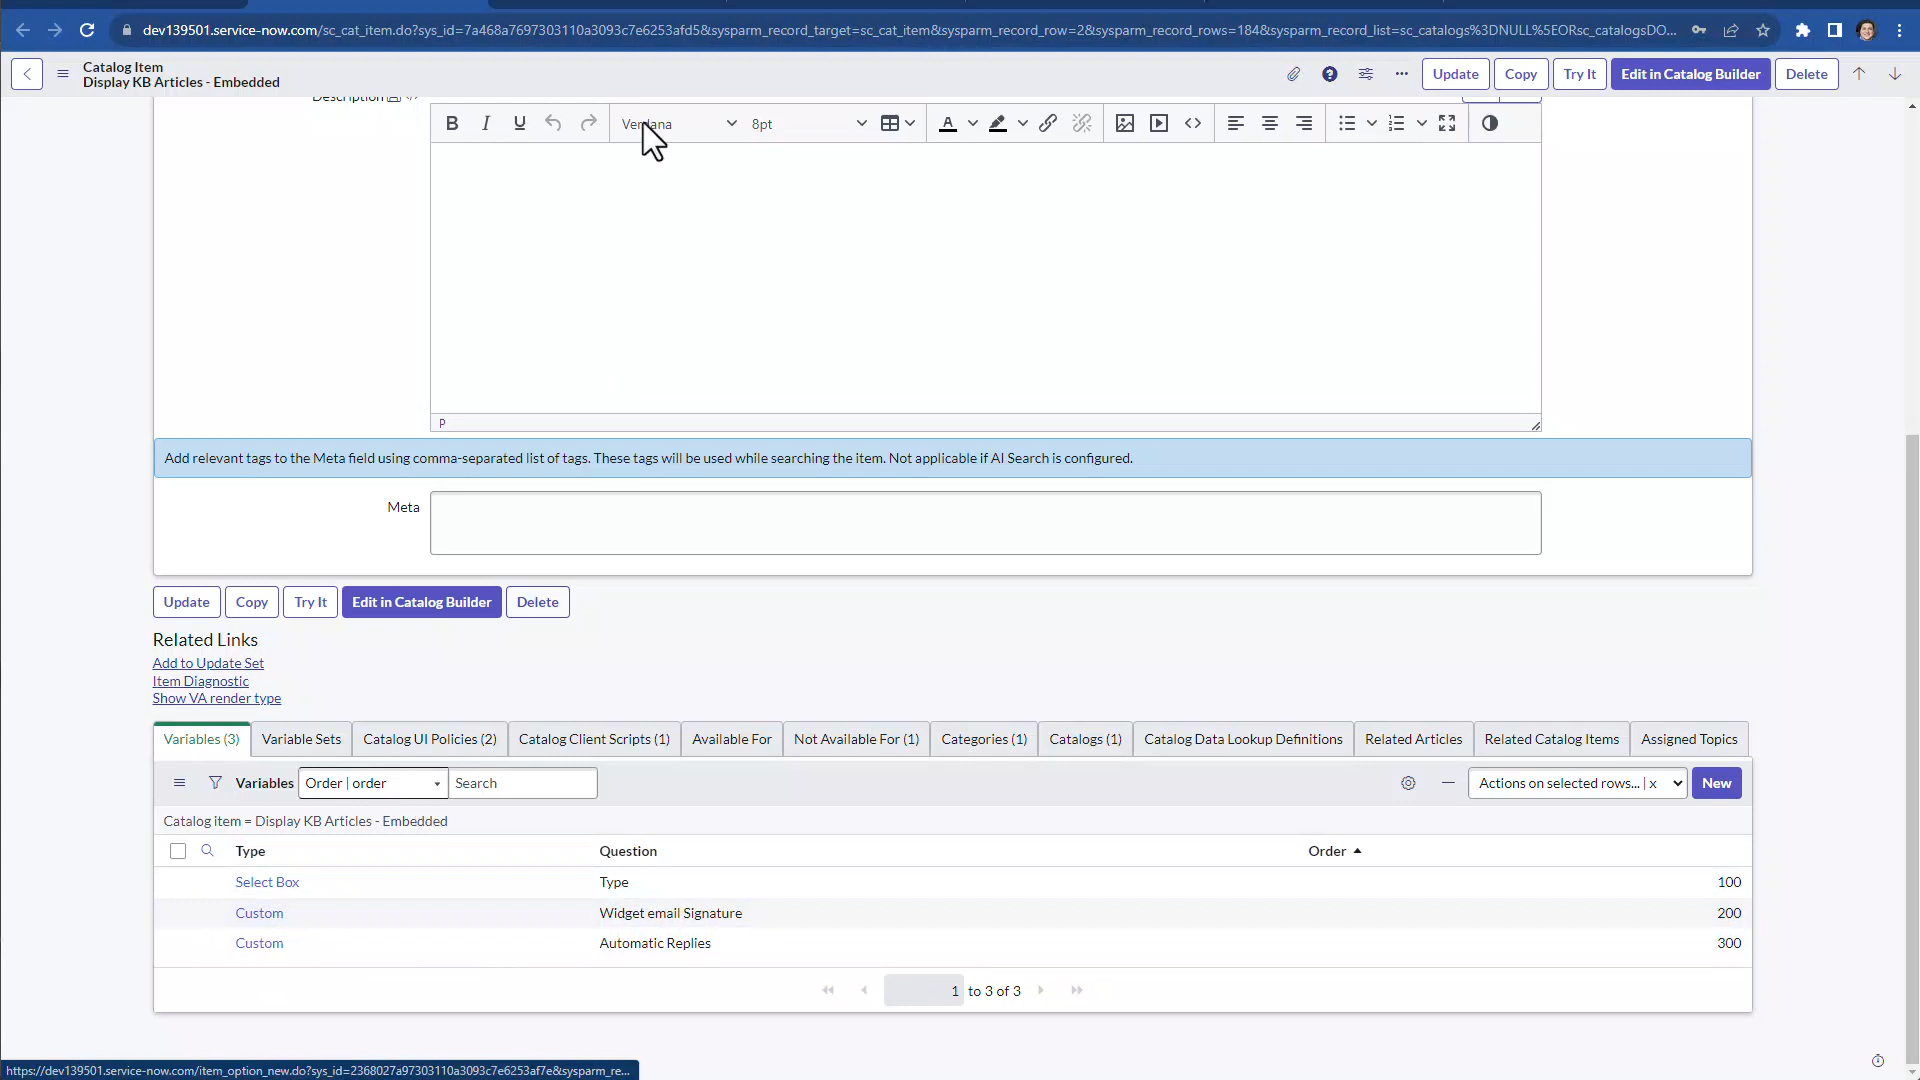 dev139501.service-now.com/sc_cat_item.do?sys_id=7a468a7697303110a3093c7e6253afd5&sysparm_record_target=sc_cat_item&sysparm_record_row=2&sysparm_record_rows=184&sysparm_record_list=sc_catalogs%3DNULL%5EORsc_catalogsDO...
Catalog Item
Display KB Articles - Embedded
Update Copy Try It Edit in Catalog Builder Delete
Description
B I U Verdana 8pt A
P
Add relevant tags to the Meta field using comma-separated list of tags. These tags will be used while searching the item. Not applicable if AI Search is configured.
Meta
Update Copy Try It Edit in Catalog Builder Delete
Related Links
Add to Update Set
Item Diagnostic
Show VA render type
Variables (3) Variable Sets Catalog UI Policies (2) Catalog Client Scripts (1) Available For Not Available For (1) Categories (1) Catalogs (1) Catalog Data Lookup Definitions Related Articles Related Catalog Items Assigned Topics
Variables Order | order Search Actions on selected rows... | x New
Catalog item = Display KB Articles - Embedded
Type Question Order
Select Box Type 100
Custom Widget email Signature 200
Custom Automatic Replies 300
1 to 3 of 3
https://dev139501.service-now.com/item_option_new.do?sys_id=2368027a97303110a3093c7e6253af7e&sysparm_re...